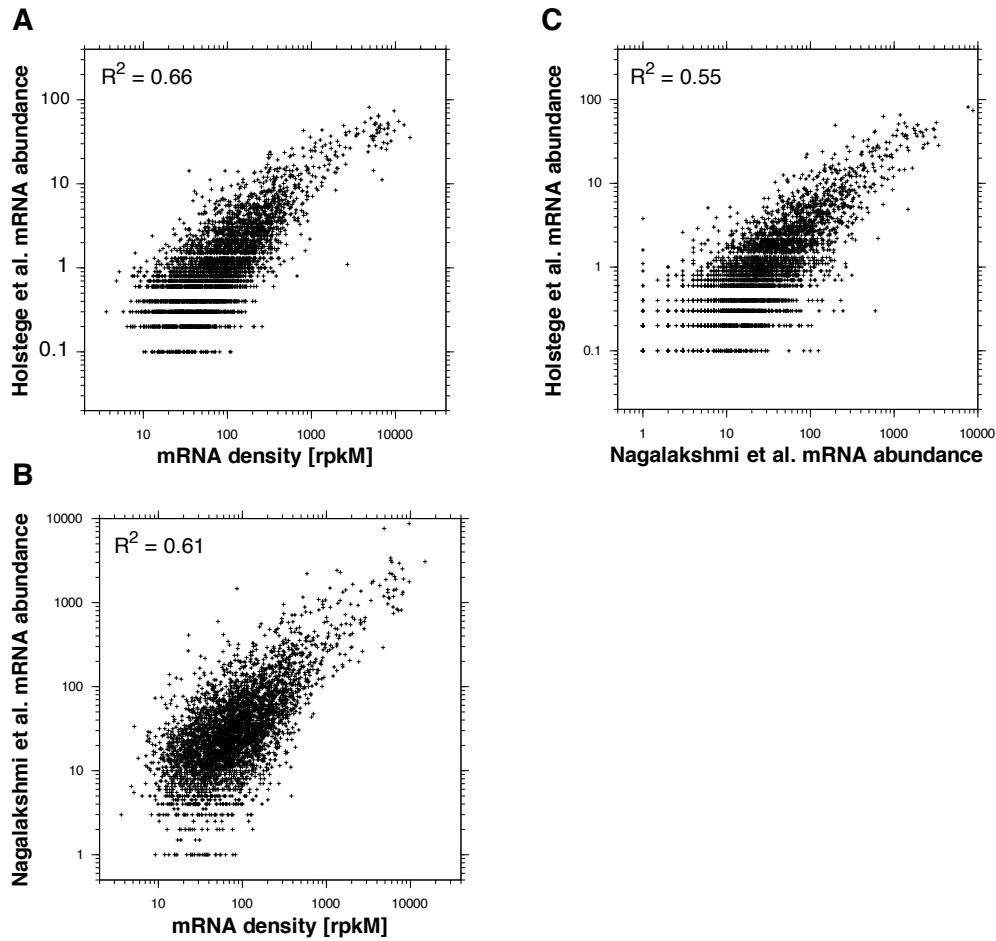 A
R² = 0.66
Holstege et al. mRNA abundance
100
10
1
0.1
10
100
1000
10000
mRNA density [rpkM]
C
R² = 0.55
Holstege et al. mRNA abundance
100
10
1
0.1
1
10
100
1000
10000
Nagalakshmi et al. mRNA abundance
B
R² = 0.61
Nagalakshmi et al. mRNA abundance
10000
1000
100
10
1
10
100
1000
10000
mRNA density [rpkM]